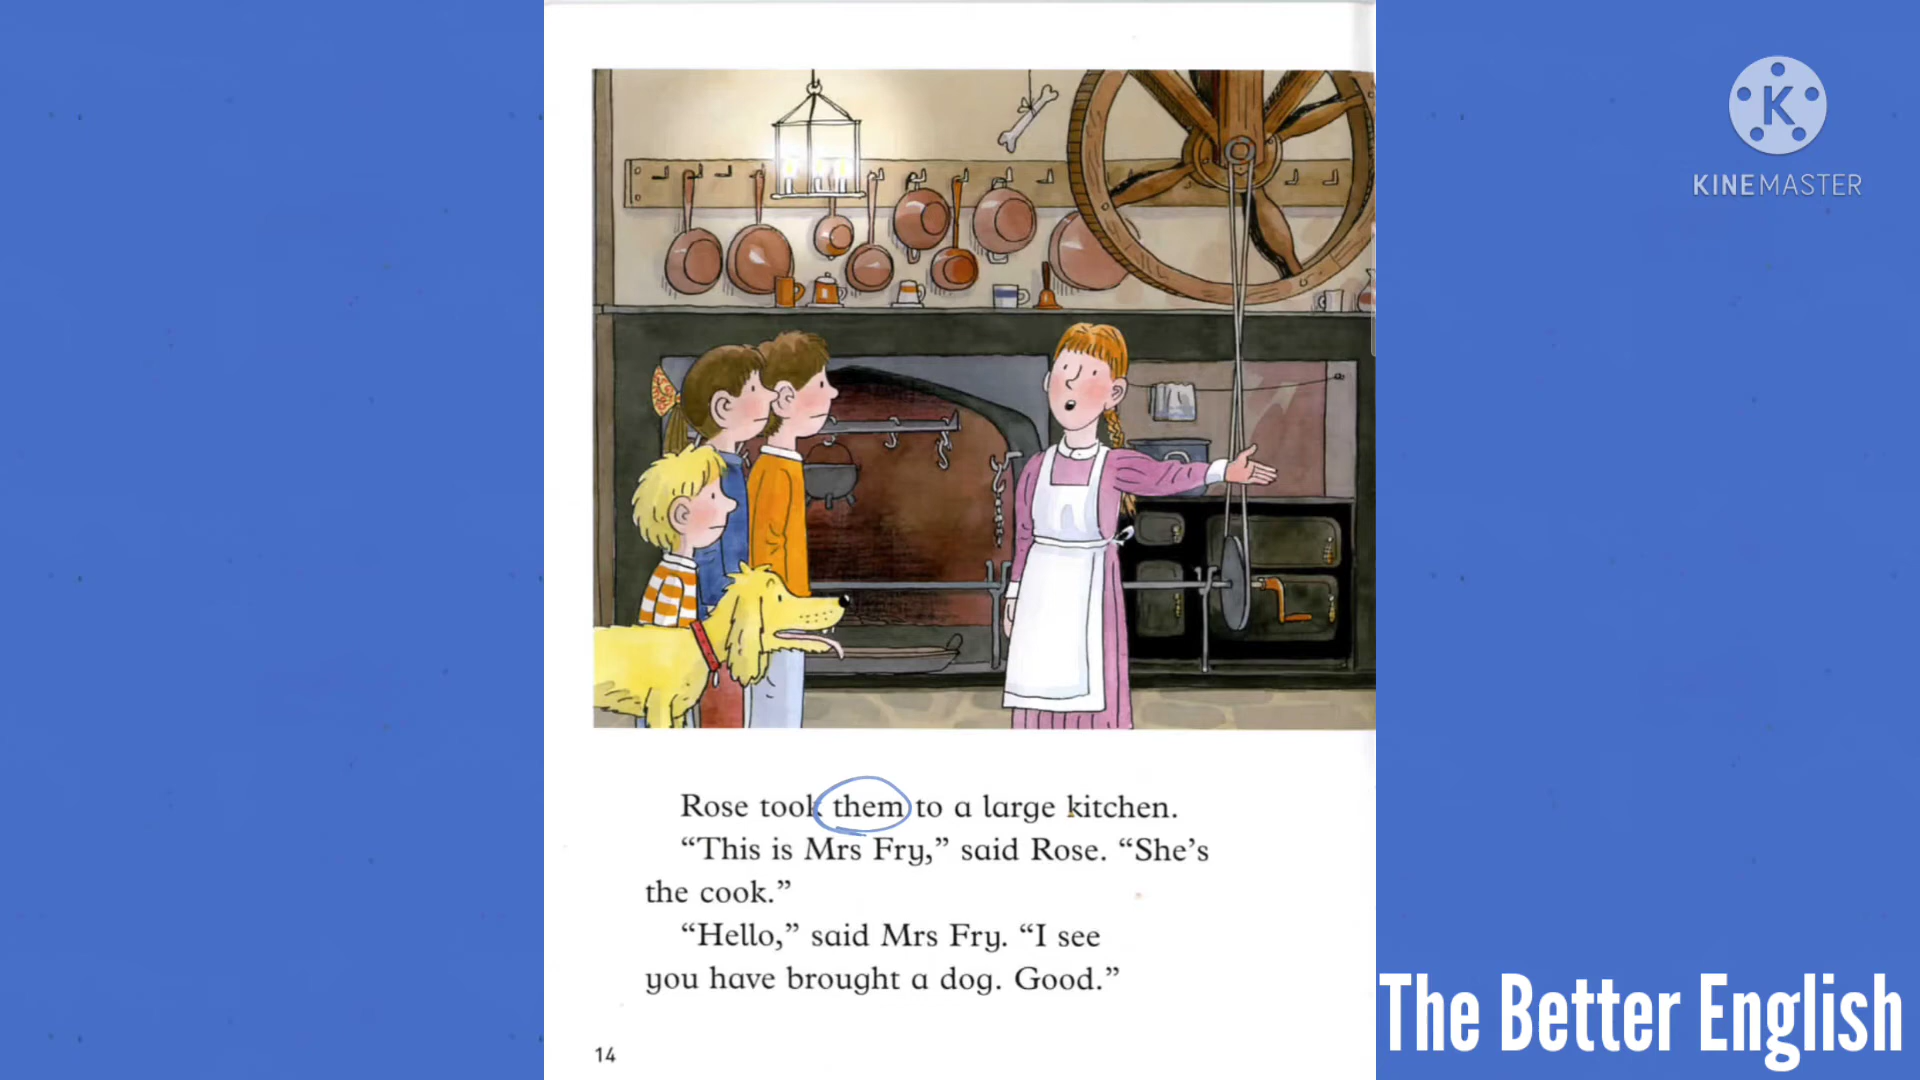 KINEMASTER
Rose took them to a large kitchen.
“This is Mrs Fry,” said Rose. “She’s
the cook.”
“Hello,” said Mrs Fry. “I see
you have brought a dog. Good.”
14
The Better English